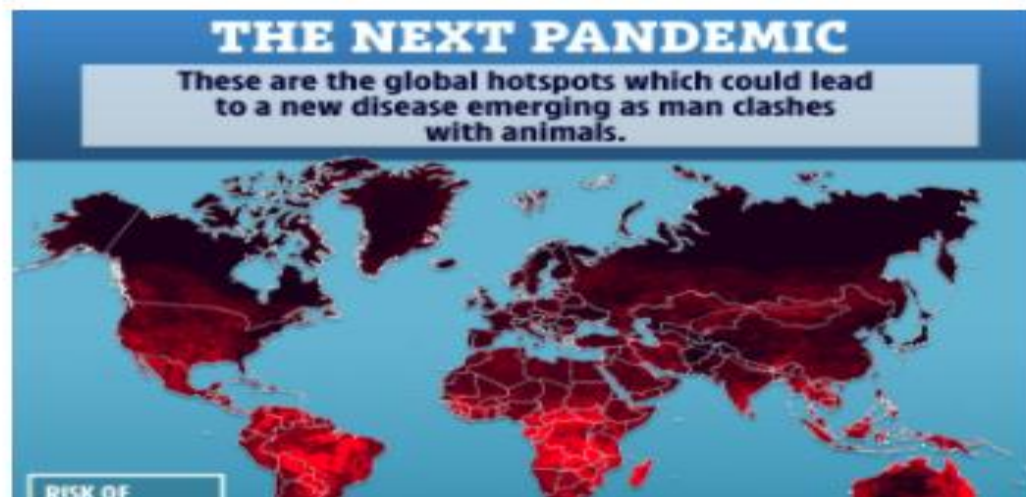 THE NEXT PANDEMIC
These are the global hotspots which could lead
to a new disease emerging as man clashes
with animals.
RISK OF